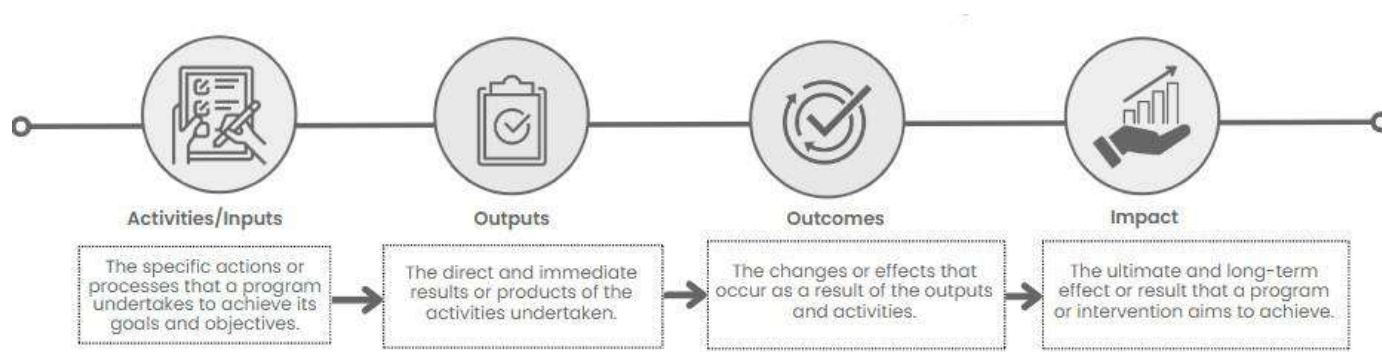 Activities/Inputs
Outputs
Outcomes
Impact
The specific actions or
processes that a program
undertakes to achieve its
goals and objectives.
The direct and immediate
results or products of the
activities undertaken.
The changes or effects that
occur as a result of the outputs
and activities.
The ultimate and long-term
effect or result that a program
or intervention aims to achieve.